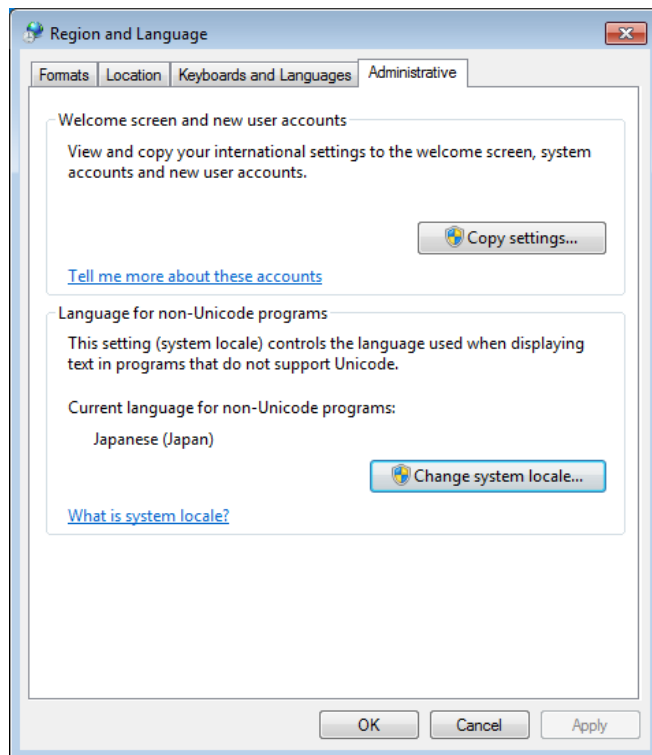 Region and Language
Formats Location Keyboards and Languages Administrative
Welcome screen and new user accounts
View and copy your international settings to the welcome screen, system
accounts and new user accounts.
Copy settings...
Tell me more about these accounts
Language for non-Unicode programs
This setting (system locale) controls the language used when displaying
text in programs that do not support Unicode.
Current language for non-Unicode programs:
Japanese (Japan)
Change system locale...
What is system locale?
OK Cancel Apply